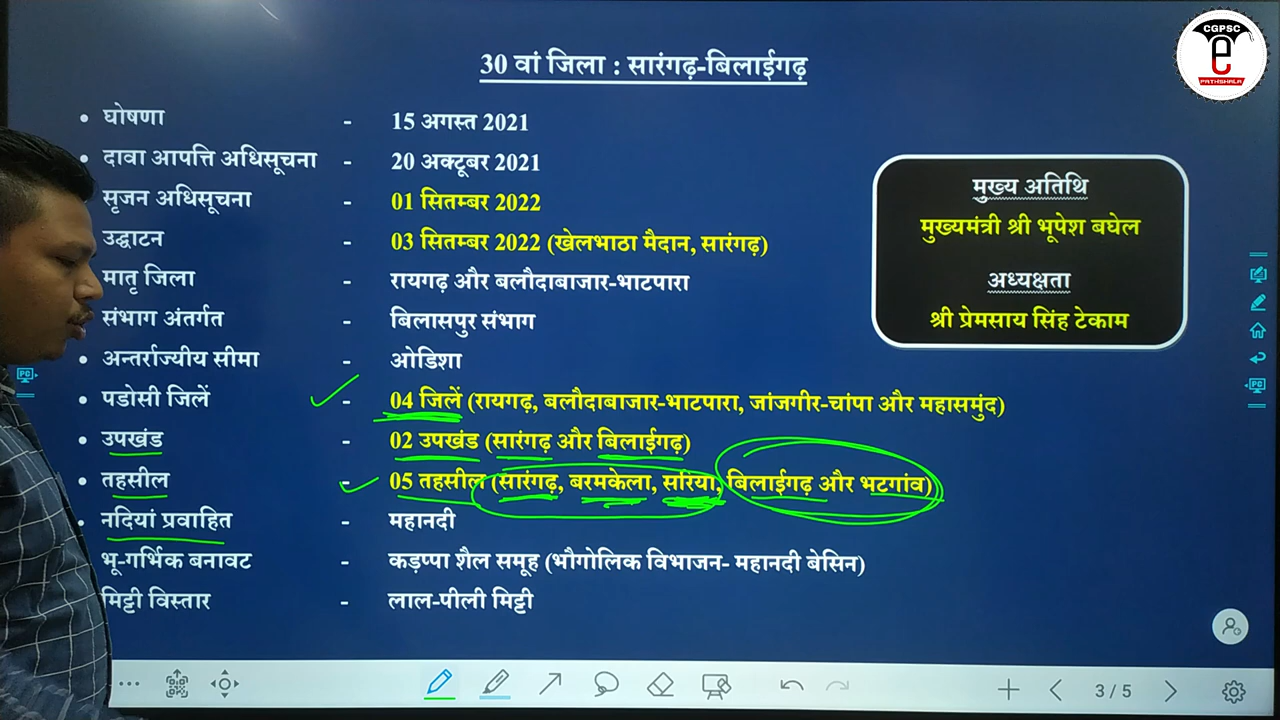 CGPSC
e
PATHSHALA
30 वां जिला : सारंगढ़-बिलाईगढ़
• घोषणा - 15 अगस्त 2021
• दावा आपत्ति अधिसूचना - 20 अक्टूबर 2021
सृजन अधिसूचना - 01 सितम्बर 2022
उद्घाटन - 03 सितम्बर 2022 (खेलभाठा मैदान, सारंगढ़)
मातृ जिला - रायगढ़ और बलौदाबाजार-भाटपारा
• संभाग अंतर्गत - बिलासपुर संभाग
• अन्तर्राज्यीय सीमा - ओडिशा
• पडोसी जिलें - 04 जिलें (रायगढ़, बलौदाबाजार-भाटपारा, जांजगीर-चांपा और महासमुंद)
• उपखंड - 02 उपखंड (सारंगढ़ और बिलाईगढ़)
• तहसील - 05 तहसील (सारंगढ़, बरमकेला, सरिया, बिलाईगढ़ और भटगांव)
• नदियां प्रवाहित - महानदी
भू-गर्भिक बनावट - कड़प्पा शैल समूह (भौगोलिक विभाजन- महानदी बेसिन)
मिट्टी विस्तार - लाल-पीली मिट्टी
मुख्य अतिथि
मुख्यमंत्री श्री भूपेश बघेल
अध्यक्षता
श्री प्रेमसाय सिंह टेकाम
PC
PC
3 / 5